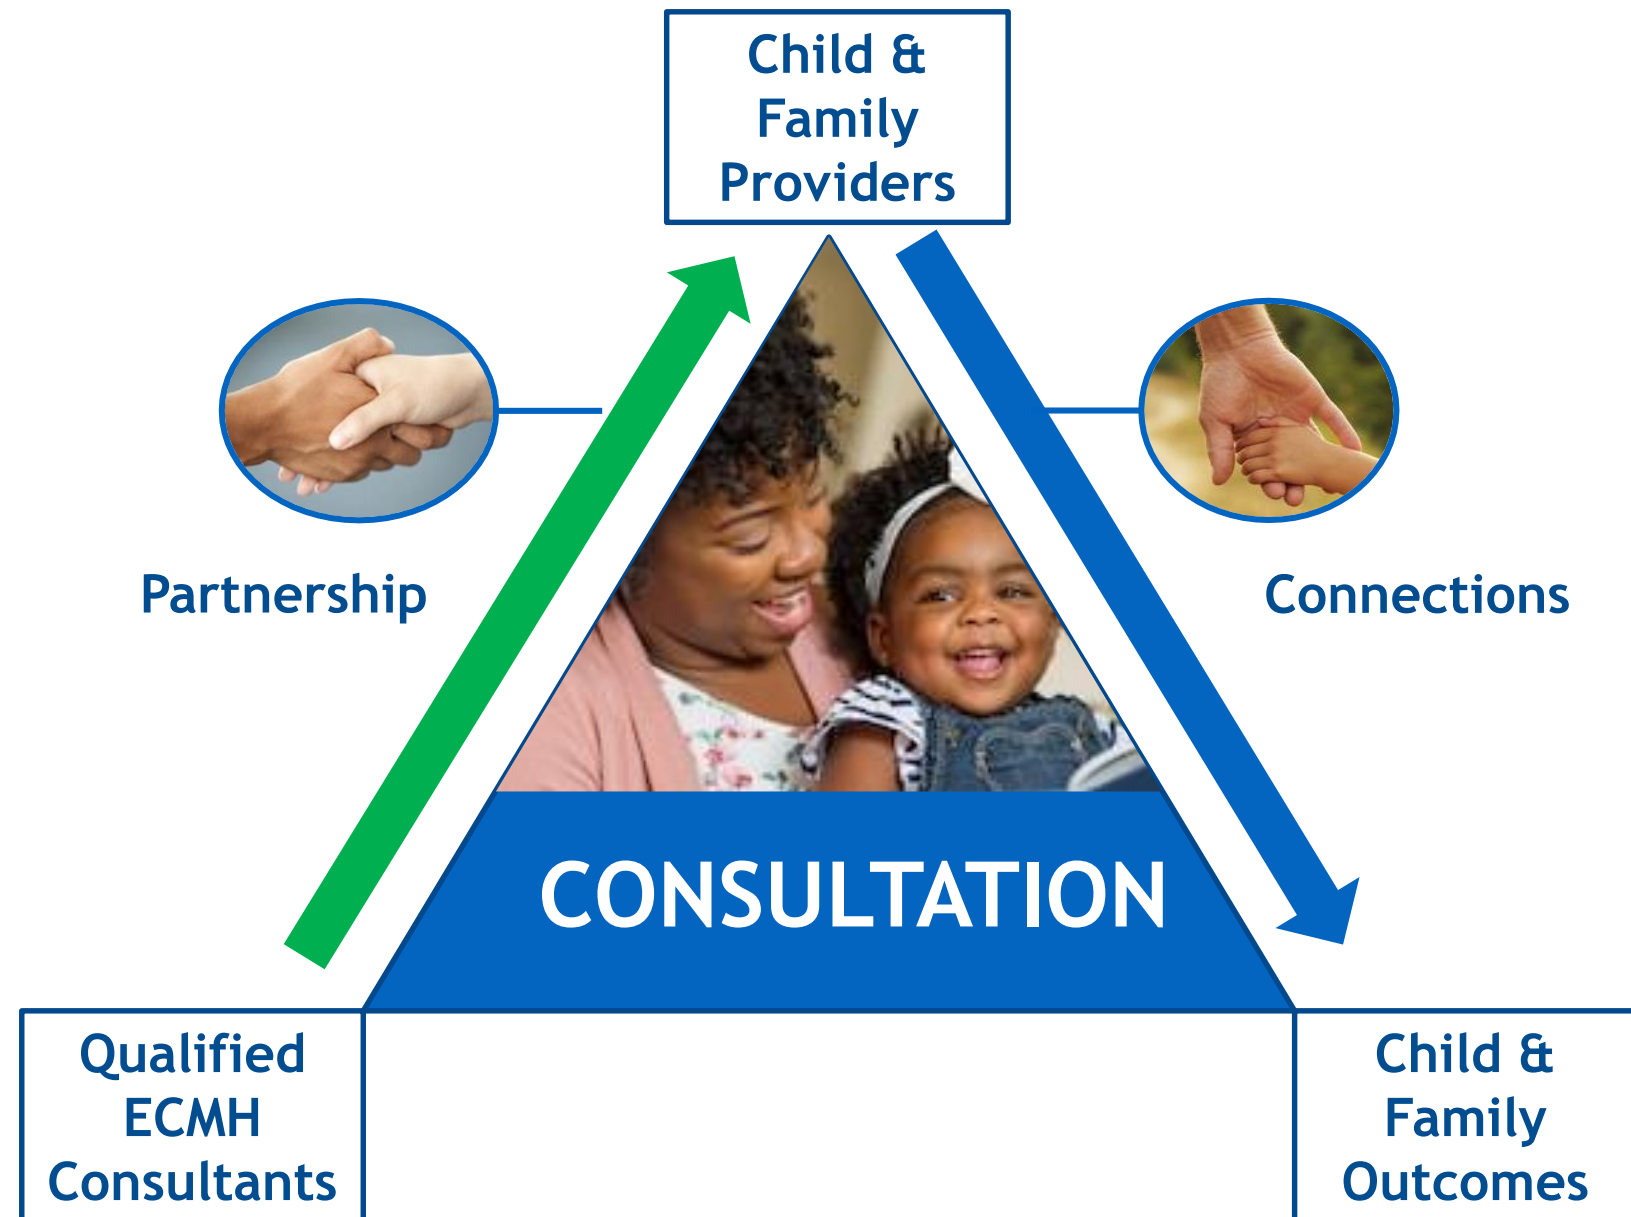 Child &
Family
Providers
Partnership
Connections
CONSULTATION
Qualified
ECMH
Consultants
Child &
Family
Outcomes